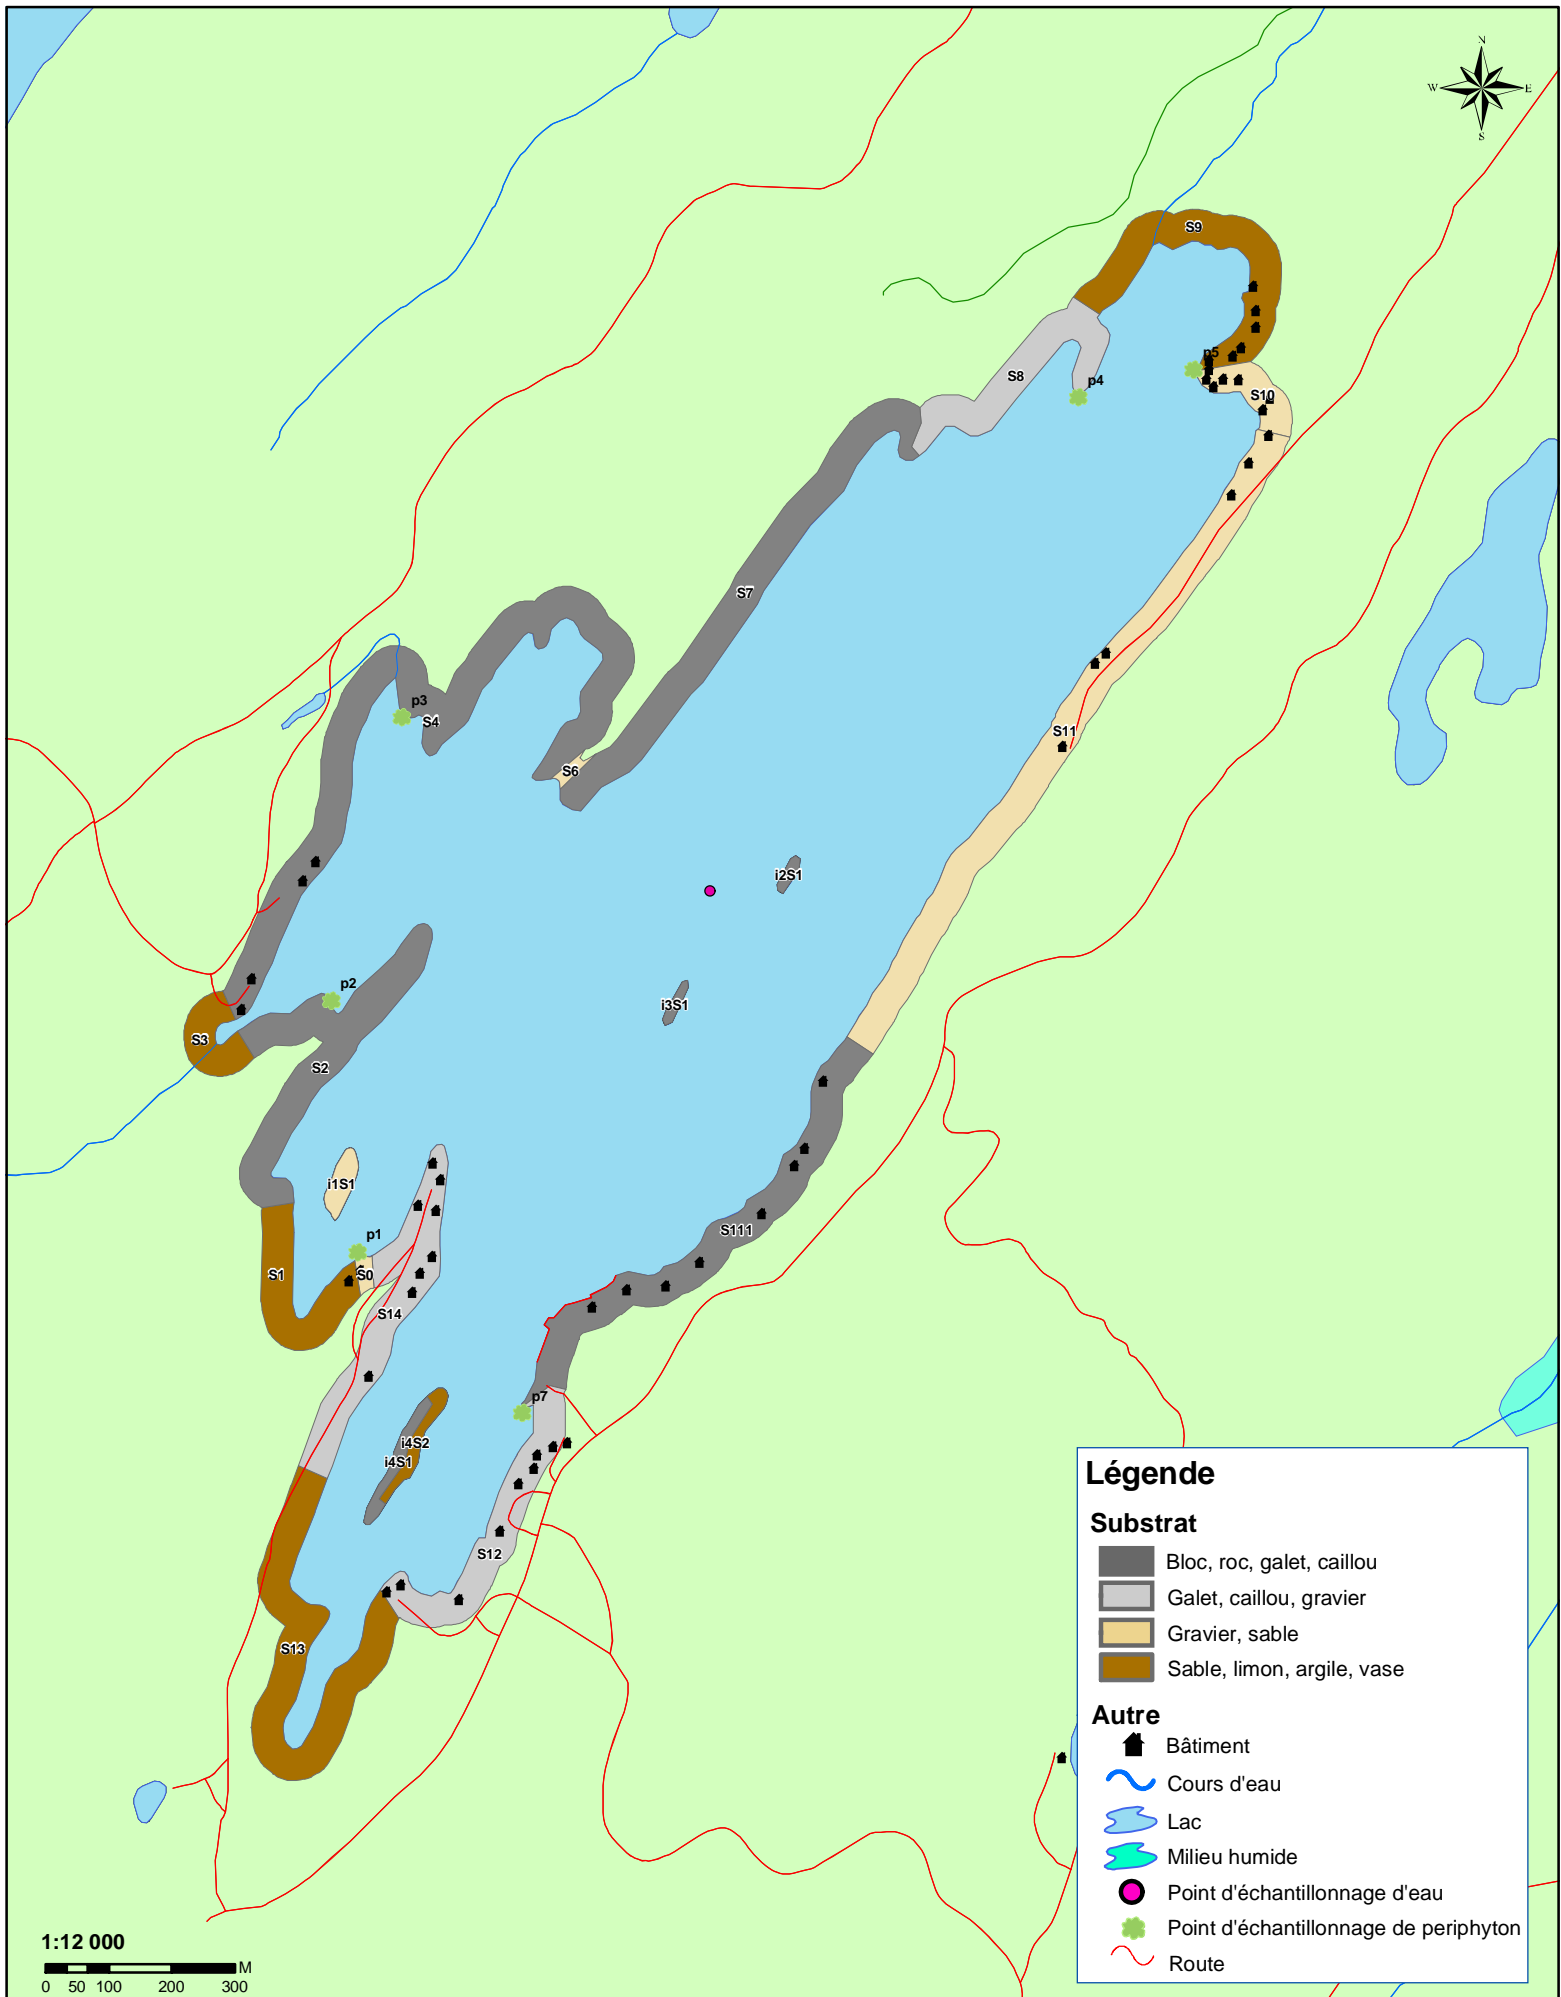 N
W E
S
S9
p5
S8
p4
S10
S7
p3
S4
S11
S6
i2S1
p2
i3S1
S3
S2
i1S1
p1
S111
S1
S0
S14
p7
i4S2
i4S1
S12
S13
Légende
Substrat
Bloc, roc, galet, caillou
Galet, caillou, gravier
Gravier, sable
Sable, limon, argile, vase
Autre
Bâtiment
Cours d'eau
Lac
Milieu humide
Point d'échantillonnage d'eau
Point d'échantillonnage de periphyton
Route
1:12 000
M
0 50 100 200 300